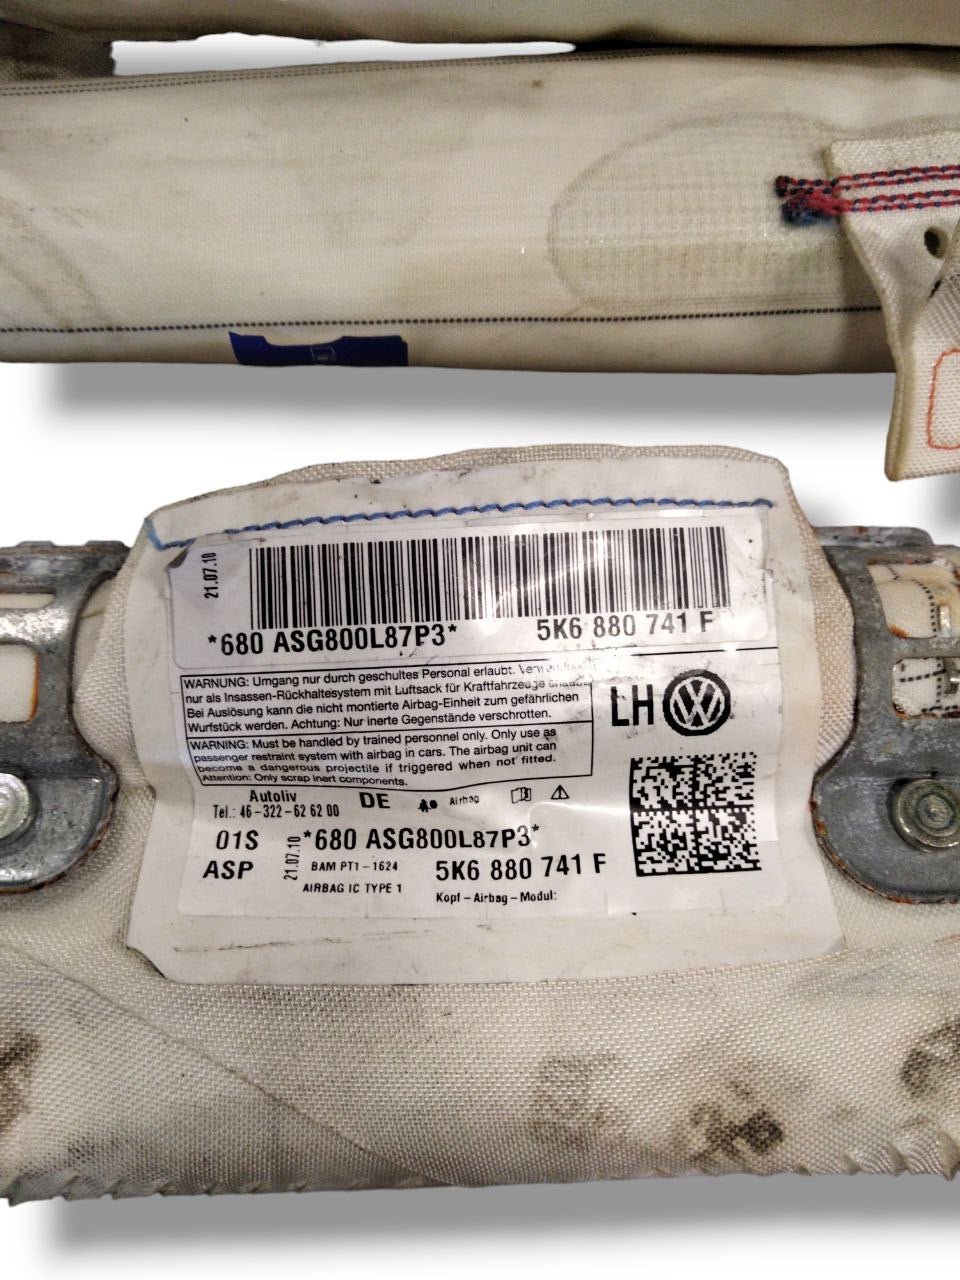 21.07.10
*680 ASG800L87P3*
5K6 880 741 F
WARNUNG: Umgang nur durch geschultes Personal erlaubt.
nur als Insassen-Rückhaltesystem mit Luftsack für Kraftfahrzeuge
Bei Auslösung kann die nicht montierte Airbag-Einheit zum gefährlichen
Wurfstück werden. Achtung: Nur inerte Gegenstände verschrotten.
WARNING: Must be handled by trained personnel only. Only use as
passenger restraint system with airbag in cars. The airbag unit can
become a dangerous projectile if triggered when not fitted.
Attention: Only scrap inert components.
LH
Autoliv DE Airbag
Tel.: 46-322-62 62 00
01S 21.07.10 *680 ASG800L87P3*
ASP BAM PT1-1624 5K6 880 741 F
AIRBAG IC TYPE 1 Kopf-Airbag-Modul: